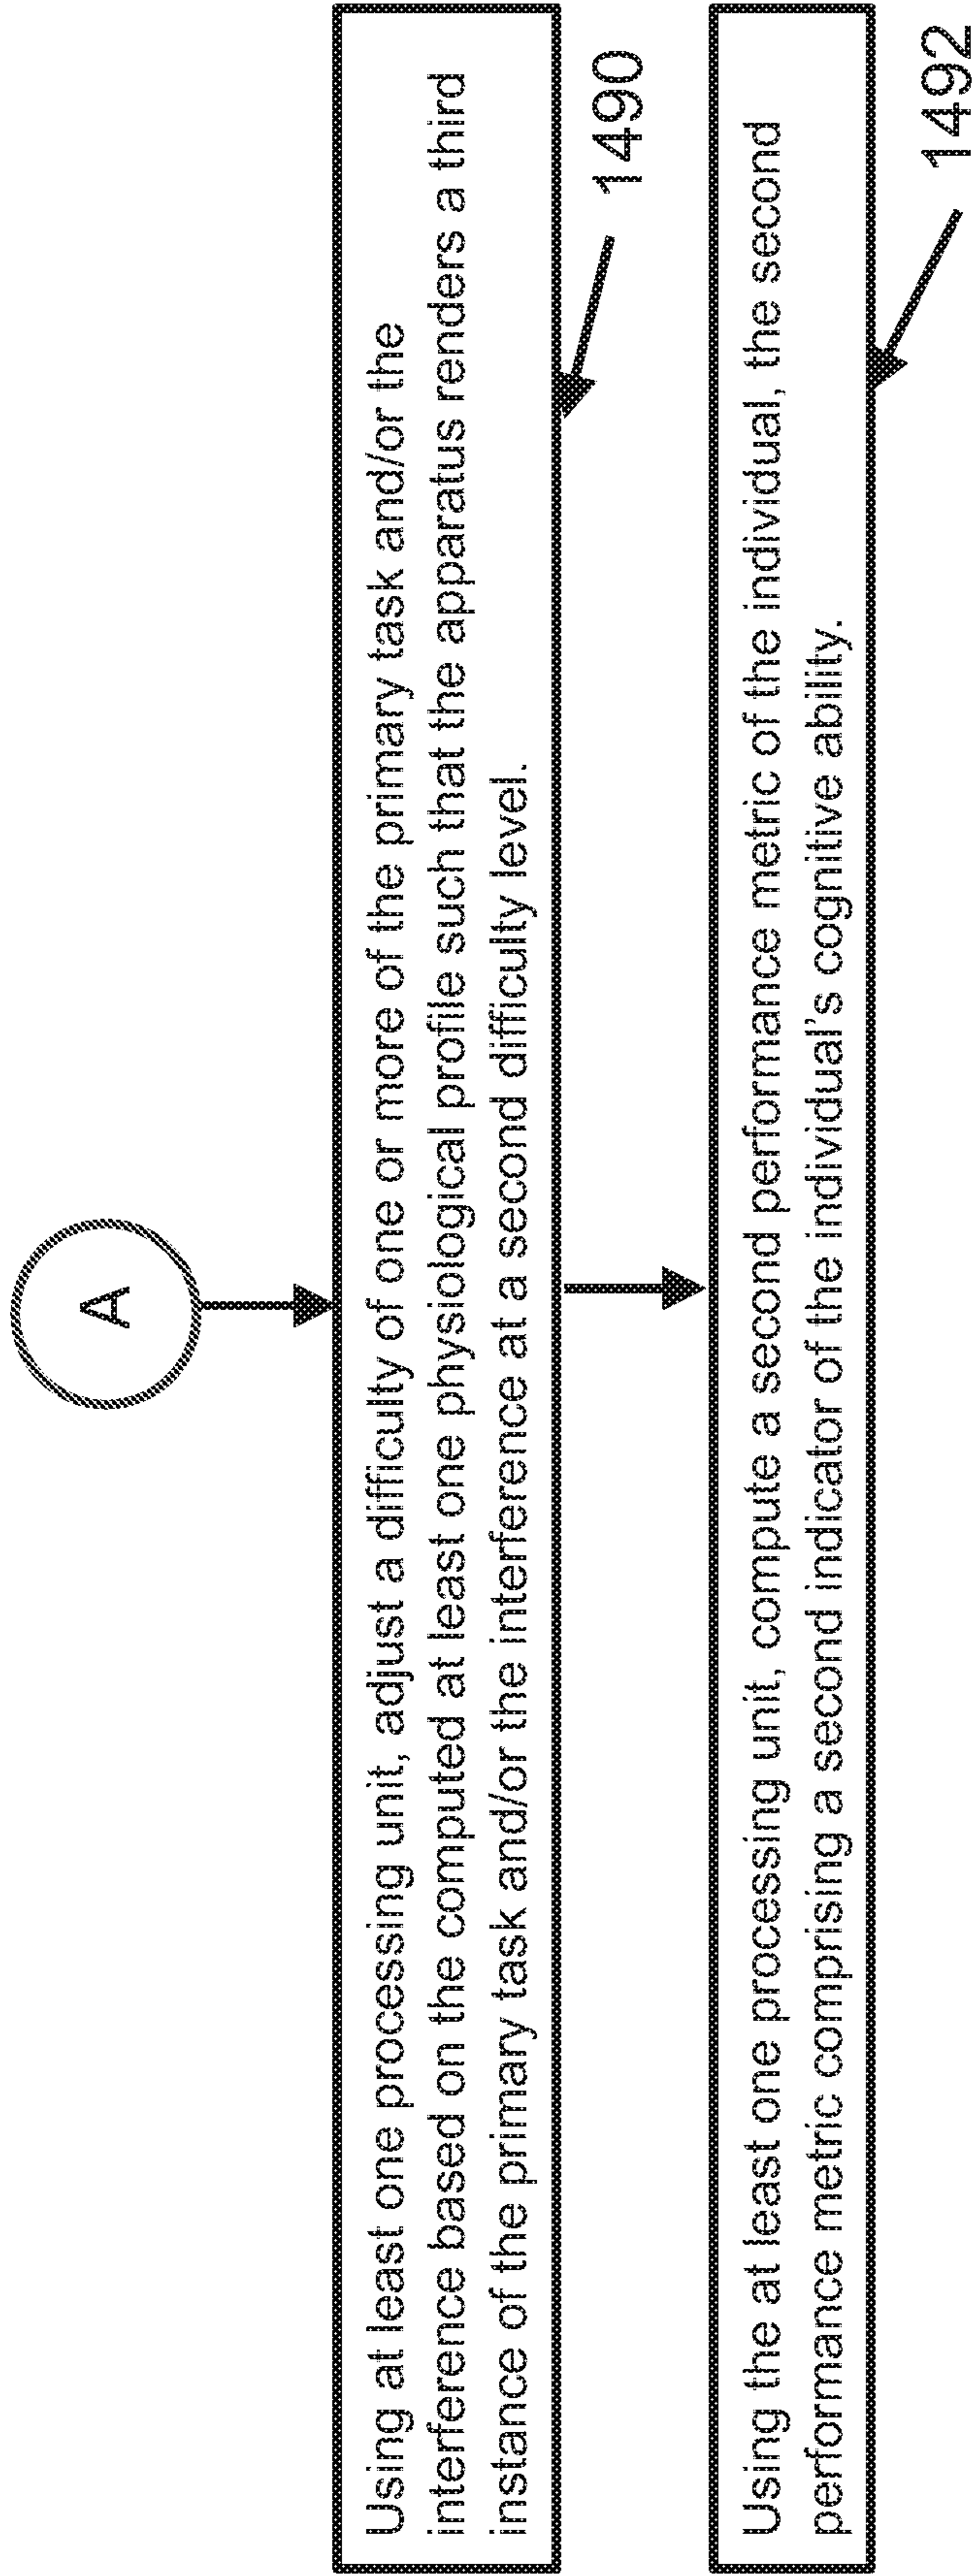 A
Using at least one processing unit, adjust a difficulty of one or more of the primary task and/or the
interference based on the computed at least one physiological profile such that the apparatus renders a third
instance of the primary task and/or the interference at a second difficulty level.
1490
Using the at least one processing unit, compute a second performance metric of the individual, the second
performance metric comprising a second indicator of the individual's cognitive ability.
1492